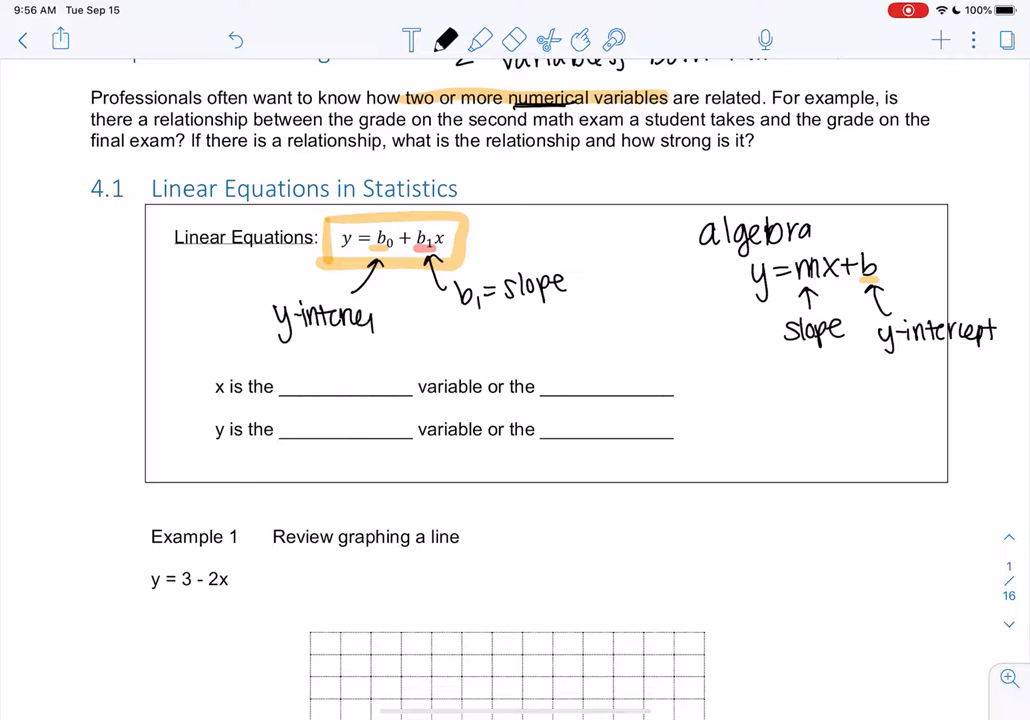 9:56 AM Tue Sep 15 100%
T
2 variables, both
Professionals often want to know how two or more numerical variables are related. For example, is
there a relationship between the grade on the second math exam a student takes and the grade on the
final exam? If there is a relationship, what is the relationship and how strong is it?
4.1 Linear Equations in Statistics
Linear Equations: y = b₀ + b₁x
algebra
y=mx+b
b₁ = slope
y-interc
slope y-intercept
x is the ____________ variable or the ____________
y is the ____________ variable or the ____________
Example 1 Review graphing a line
y = 3 - 2x
1
/
16